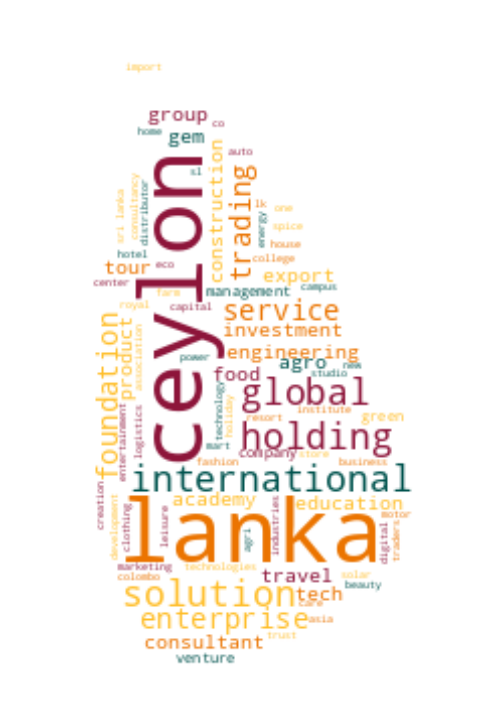 import
group
co
home
gem
auto
sl
ceylon
construction
trading
sri lanka
consultancy
distributor
lk
one
energy
spice
house
hotel
tour
eco
college
center
export
farm
management
campus
royal
capital
service
foundation
product
association
investment
power
engineering
agro
new
food
studio
technology
holiday
global
entertainment
logistics
institute
resort
green
holding
mart
company
store
fashion
business
international
creation
academy
education
lanka
development
clothing
leisure
agri
industries
motor
digital
traders
marketing
technologies
colombo
travel
solar
beauty
solution
tech
care
enterprise
asia
trust
consultant
venture